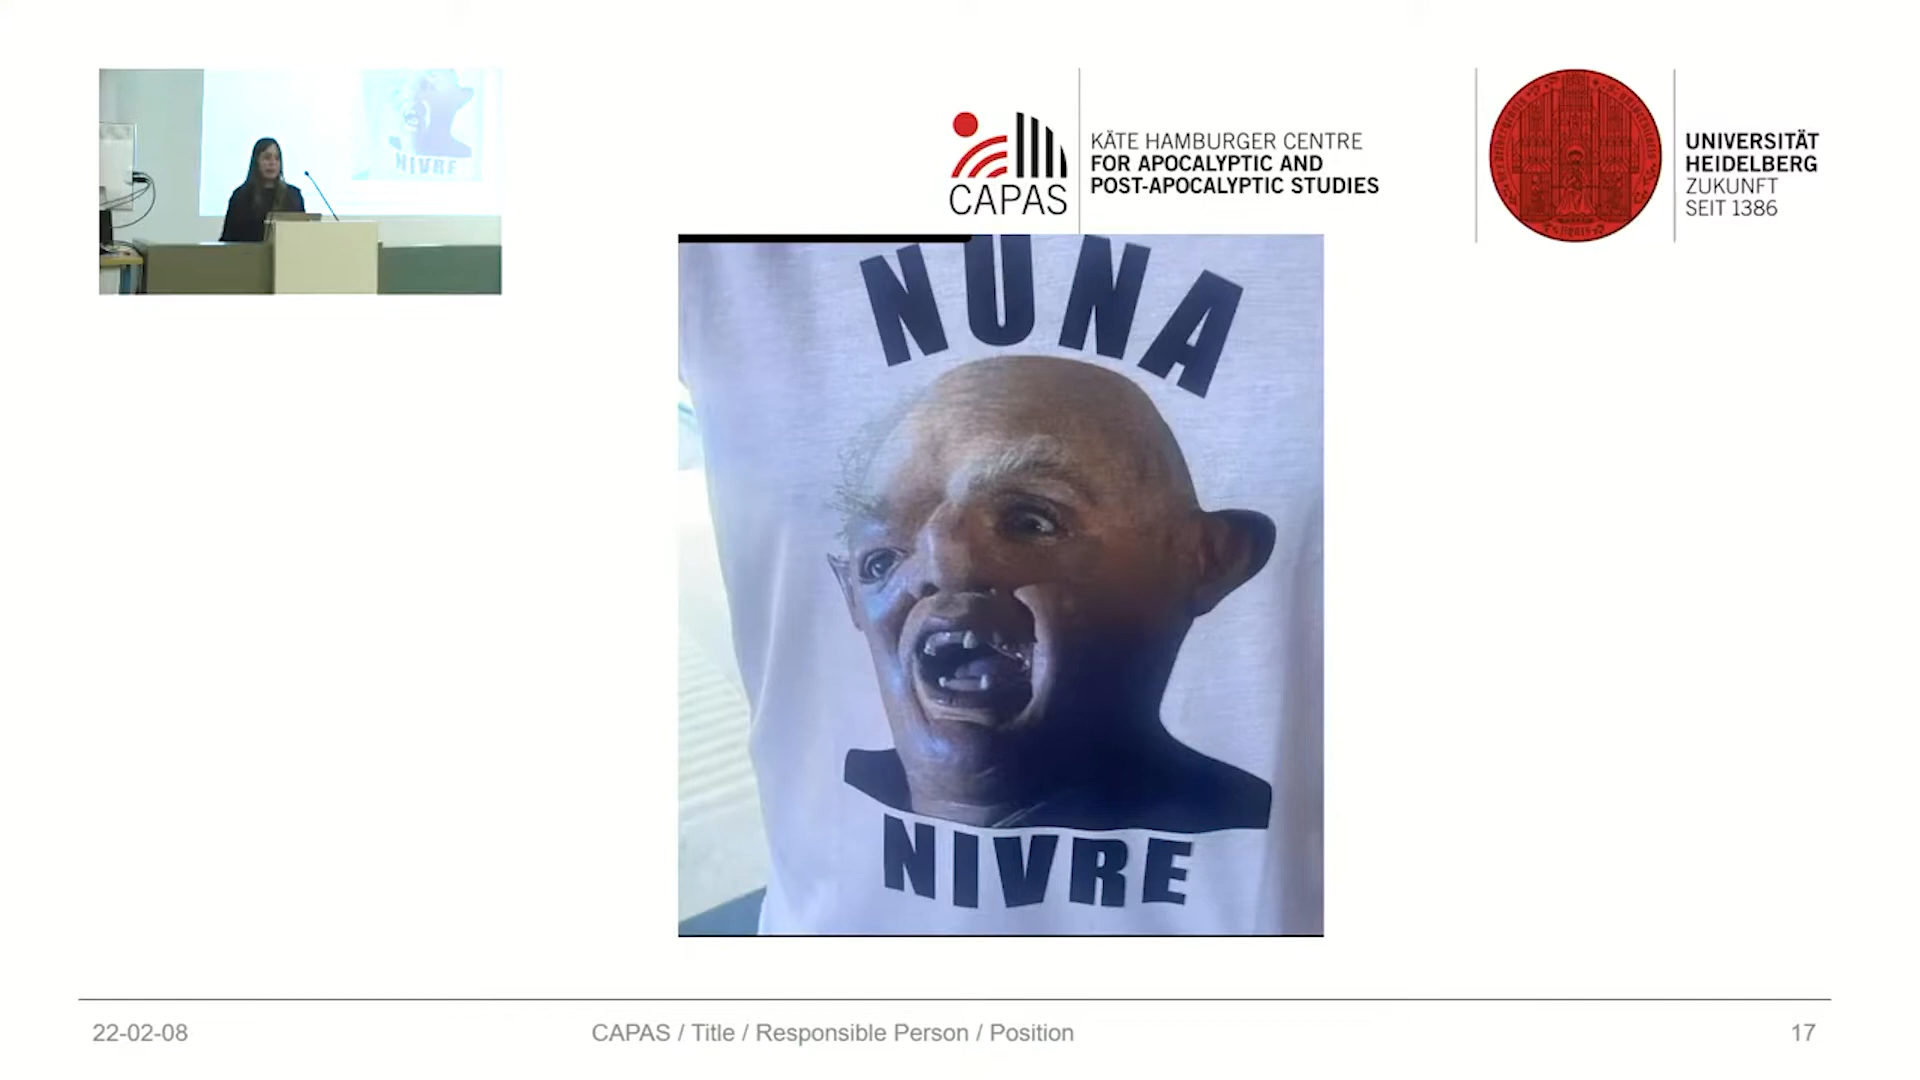 NIVRE
CAPAS
KÄTE HAMBURGER CENTRE
FOR APOCALYPTIC AND
POST-APOCALYPTIC STUDIES
UNIVERSITÄT
HEIDELBERG
ZUKUNFT
SEIT 1386
NUNA
NIVRE
22-02-08
CAPAS / Title / Responsible Person / Position
17